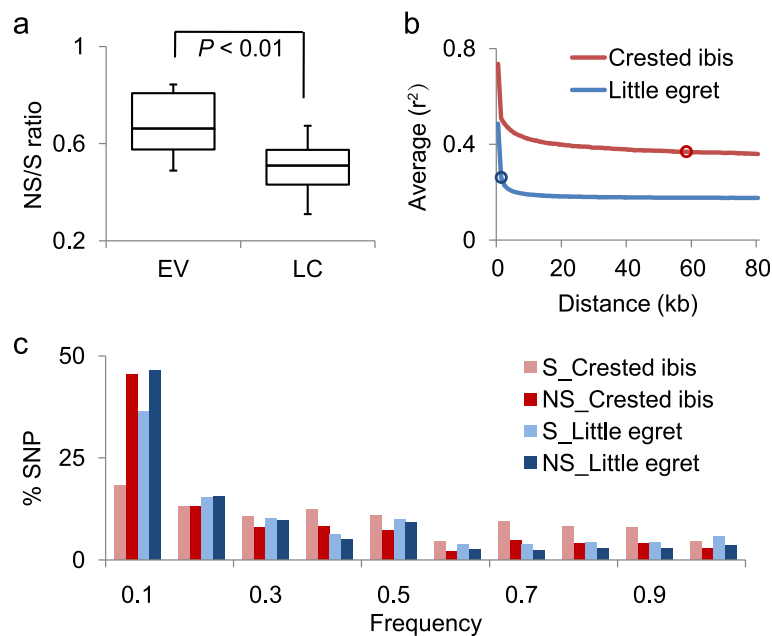 a
NS/S ratio
1
0.6
0.2
P < 0.01
EV
LC
b
Average (r²)
0.8
0.4
0
Crested ibis
Little egret
0
20
40
60
80
Distance (kb)
c
% SNP
50
25
0
S_Crested ibis
NS_Crested ibis
S_Little egret
NS_Little egret
0.1
0.3
0.5
0.7
0.9
Frequency